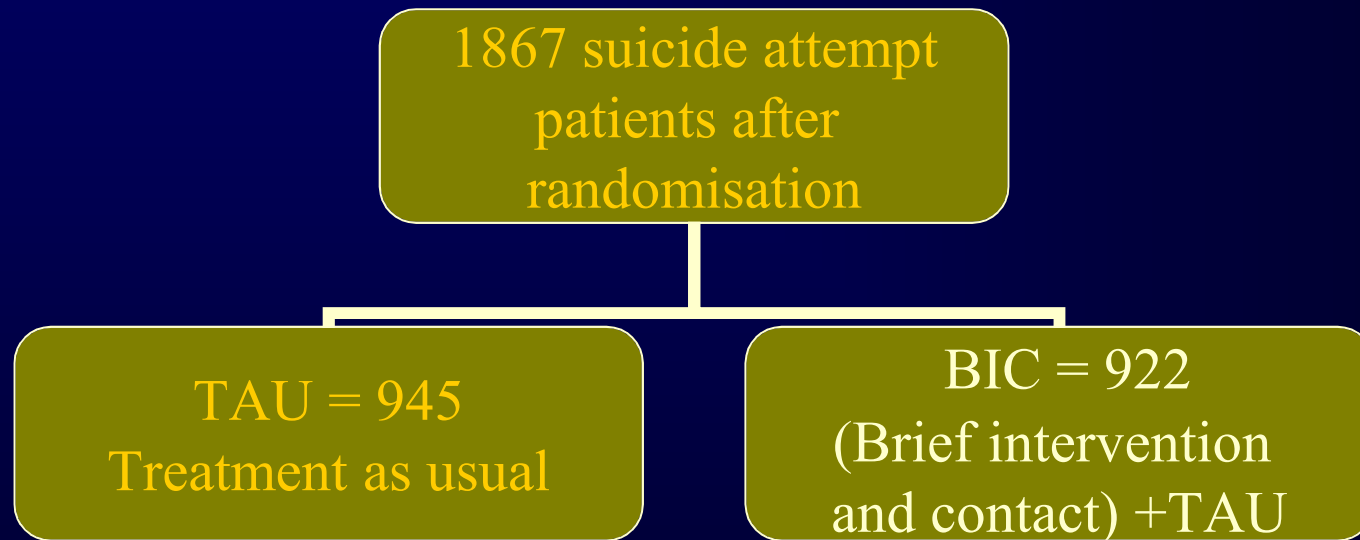 1867 suicide attempt
patients after
randomisation
TAU = 945
Treatment as usual
BIC = 922
(Brief intervention
and contact) +TAU